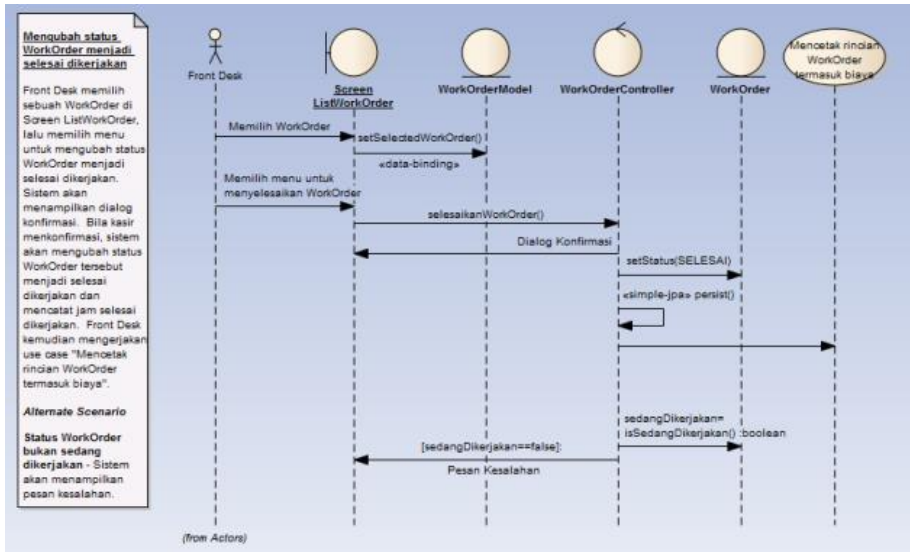 Mengubah status
WorkOrder menjadi
selesai dikerjakan
Front Desk memilih
sebuah WorkOrder di
Screen ListWorkOrder,
lalu memilih menu
untuk mengubah status
WorkOrder menjadi
selesai dikerjakan.
Sistem akan
menampilkan dialog
konfirmasi. Bila kasir
menkonfirmasi, sistem
akan mengubah status
WorkOrder tersebut
menjadi selesai
dikerjakan dan
mencatat jam selesai
dikerjakan. Front Desk
kemudian mengerjakan
use case "Mencetak
rincian WorkOrder
termasuk biaya".
Alternate Scenario
Status WorkOrder
bukan sedang
dikerjakan - Sistem
akan menampilkan
pesan kesalahan.
Front Desk
Screen
ListWorkOrder
WorkOrderModel
WorkOrderController
WorkOrder
Mencetak rincian
WorkOrder
termasuk biaya
Memilih WorkOrder
setSelectedWorkOrder()
«data-binding»
Memilih menu untuk
menyelesaikan WorkOrder
selesaikanWorkOrder()
Dialog Konfirmasi
setStatus(SELESAI)
«simple-jpa» persist()
sedangDikerjakan=
isSedangDikerjakan() :boolean
[sedangDikerjakan==false]:
Pesan Kesalahan
(from Actors)